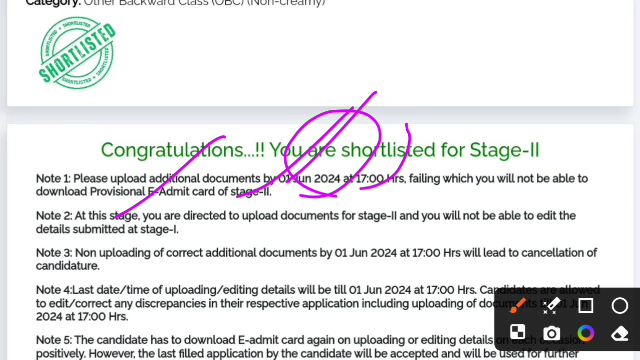 Category: Other Backward Class (OBC) (Non-creamy)
SHORTLISTED
Congratulations...!! You are shortlisted for Stage-II
Note 1: Please upload additional documents by 01 Jun 2024 at 17:00 Hrs, failing which you will not be able to
download Provisional E-Admit card of stage-II.
Note 2: At this stage, you are directed to upload documents for stage-II and you will not be able to edit the
details submitted at stage-I.
Note 3: Non uploading of correct additional documents by 01 Jun 2024 at 17:00 Hrs will lead to cancellation of
candidature.
Note 4:Last date/time of uploading/editing details will be till 01 Jun 2024 at 17:00 Hrs. Candidates are allowed
to edit/correct any discrepancies in their respective application including uploading of documents 01 Jun
2024 at 17:00 Hrs.
Note 5: The candidate has to download E-admit card again on uploading or editing details on each occasion
positively. However, the last filled application by the candidate will be accepted and will be used for further